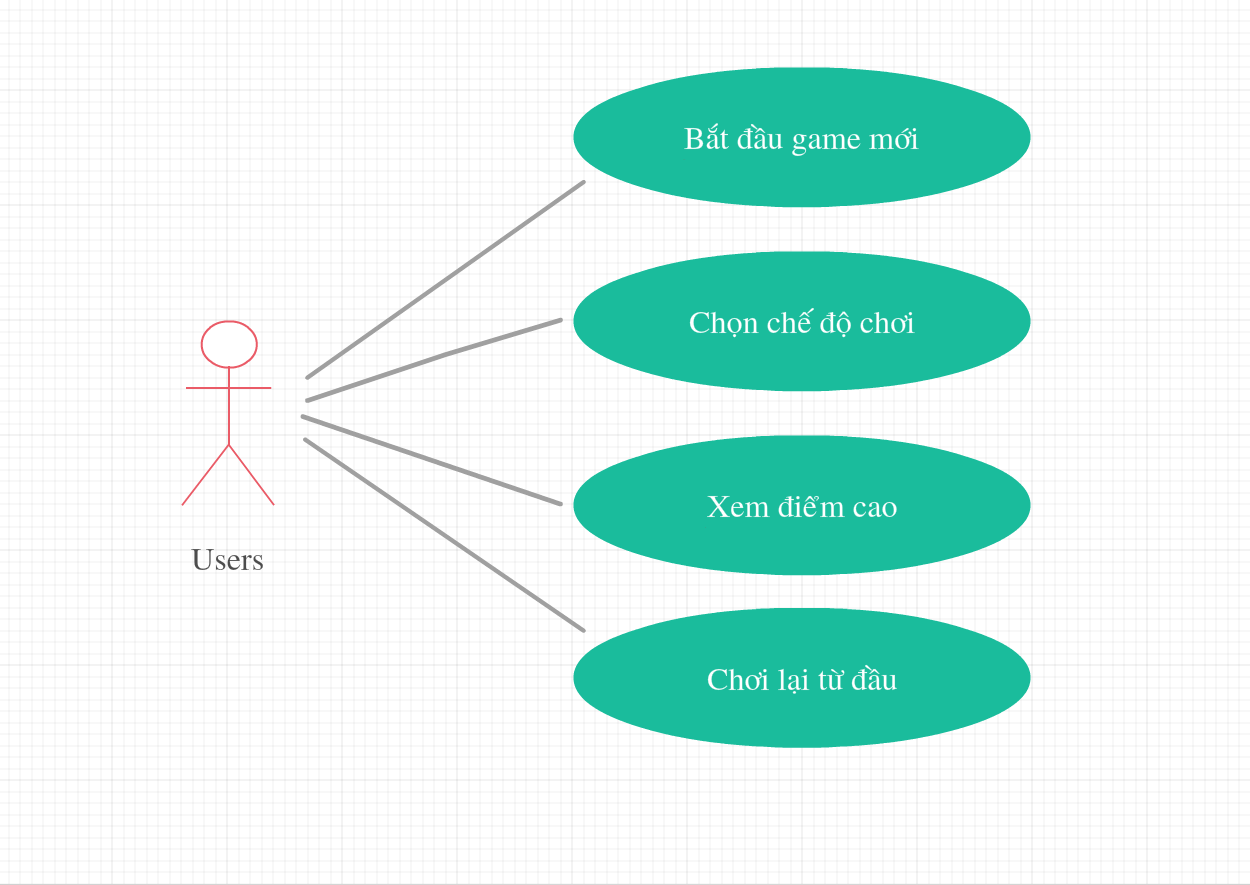 Bắt đầu game mới
Chọn chế độ chơi
Xem điểm cao
Users
Chơi lại từ đầu